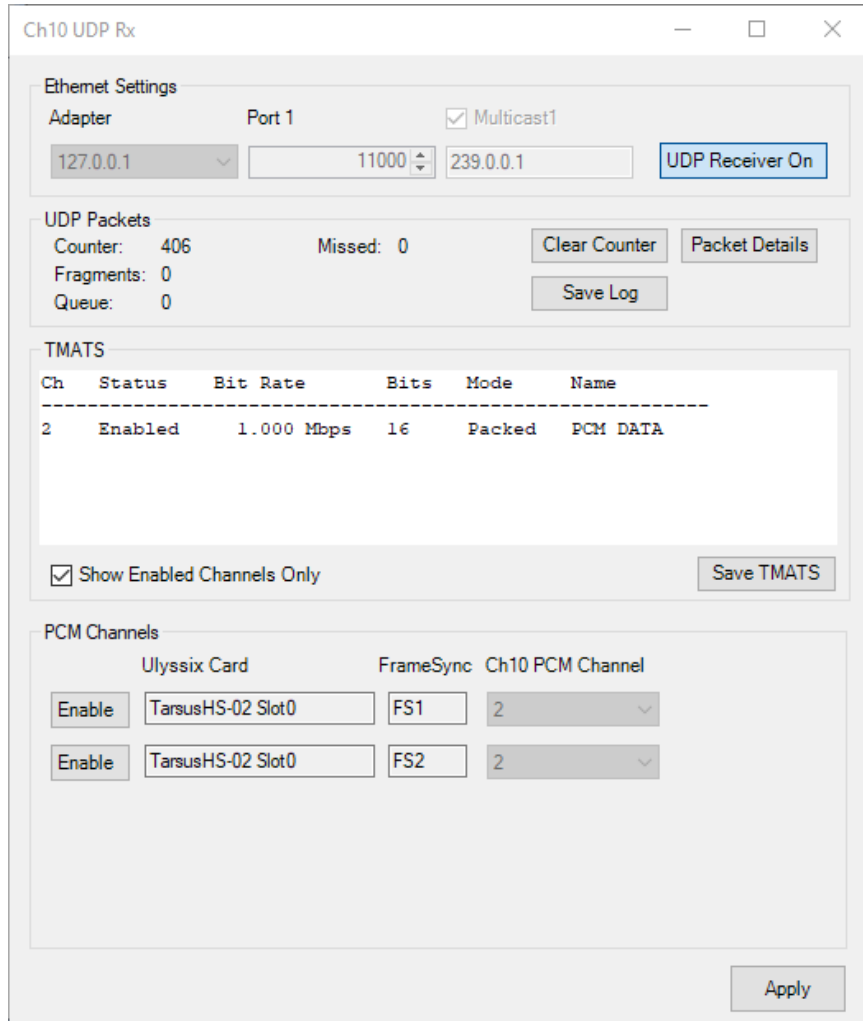 Ch10 UDP Rx
Ethernet Settings
Adapter Port 1 Multicast1
127.0.0.1 11000 239.0.0.1 UDP Receiver On
UDP Packets
Counter: 406 Missed: 0 Clear Counter Packet Details
Fragments: 0
Queue: 0 Save Log
TMATS
Ch Status Bit Rate Bits Mode Name
----------------------------------------------------------
2 Enabled 1.000 Mbps 16 Packed PCM DATA
Show Enabled Channels Only Save TMATS
PCM Channels
Ulyssix Card FrameSync Ch10 PCM Channel
Enable TarsusHS-02 Slot0 FS1 2
Enable TarsusHS-02 Slot0 FS2 2
Apply